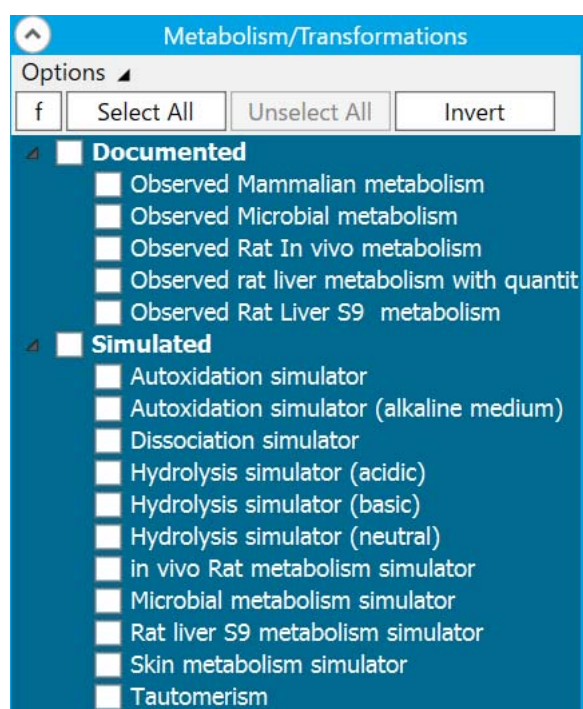 Metabolism/Transformations
Options
f Select All Unselect All Invert
Documented
Observed Mammalian metabolism
Observed Microbial metabolism
Observed Rat In vivo metabolism
Observed rat liver metabolism with quantit
Observed Rat Liver S9 metabolism
Simulated
Autoxidation simulator
Autoxidation simulator (alkaline medium)
Dissociation simulator
Hydrolysis simulator (acidic)
Hydrolysis simulator (basic)
Hydrolysis simulator (neutral)
in vivo Rat metabolism simulator
Microbial metabolism simulator
Rat liver S9 metabolism simulator
Skin metabolism simulator
Tautomerism